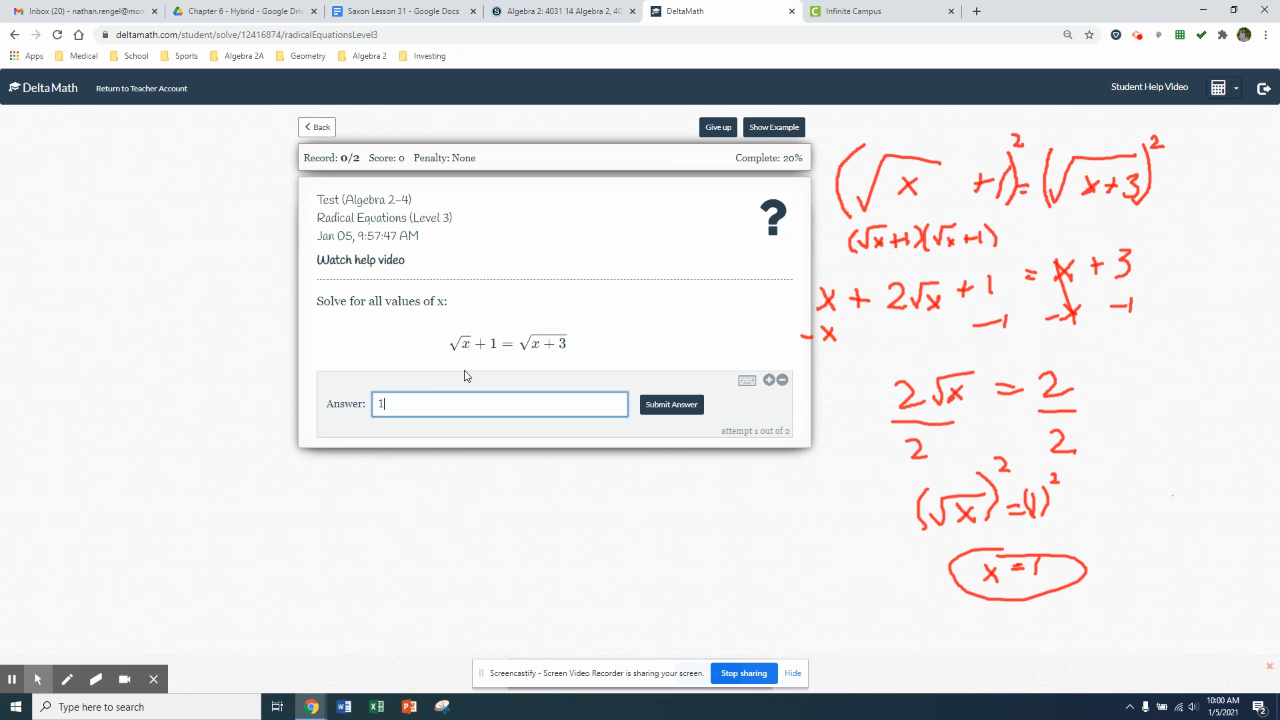 Inbox (20) - nathan.rengel@moo
Chapter 6 - Hybrid - Google Driv
Saxon Lesson 31 - Google Docs
Algebra 2: 4031 14 Algebra 2, 40
DeltaMath
Infinite Campus
deltamath.com/student/solve/12416874/radicalEquationsLevel3
Apps Medical School Sports Algebra 2A Geometry Algebra 2 Investing
DeltaMath Return to Teacher Account Student Help Video
Back Give up Show Example
Record: 0/2 Score: 0 Penalty: None Complete: 20%
Test (Algebra 2-4)
Radical Equations (Level 3)
Jan 05, 9:57:47 AM
Watch help video
?
Solve for all values of x:
√x + 1 = √(x + 3)
Answer: 1 Submit Answer
attempt 1 out of 2
(√x + 1)² = (√(x+3))²
(√x+1)(√x+1)
x + 2√x + 1 = x + 3
-x -1 -x -1
2√x = 2
2 2
(√x)² = (1)²
x = 1
Screencastify - Screen Video Recorder is sharing your screen. Stop sharing Hide
Type here to search
10:00 AM
1/5/2021
2